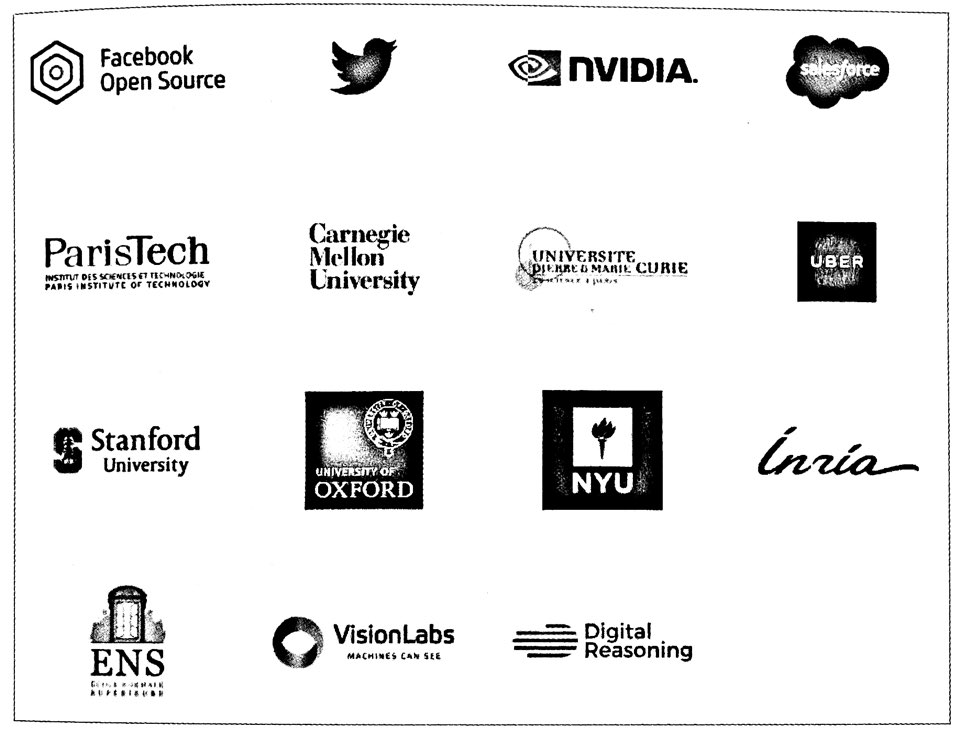 Facebook
Open Source
NVIDIA.
salesforce
ParisTech
INSTITUT DES SCIENCES ET TECHNOLOGIE
PARIS INSTITUTE OF TECHNOLOGY
Carnegie
Mellon
University
UNIVERSITE
PIERRE & MARIE CURIE
UBER
Stanford
University
UNIVERSITY OF
OXFORD
NYU
Inria
ENS
VisionLabs
MACHINES CAN SEE
Digital
Reasoning